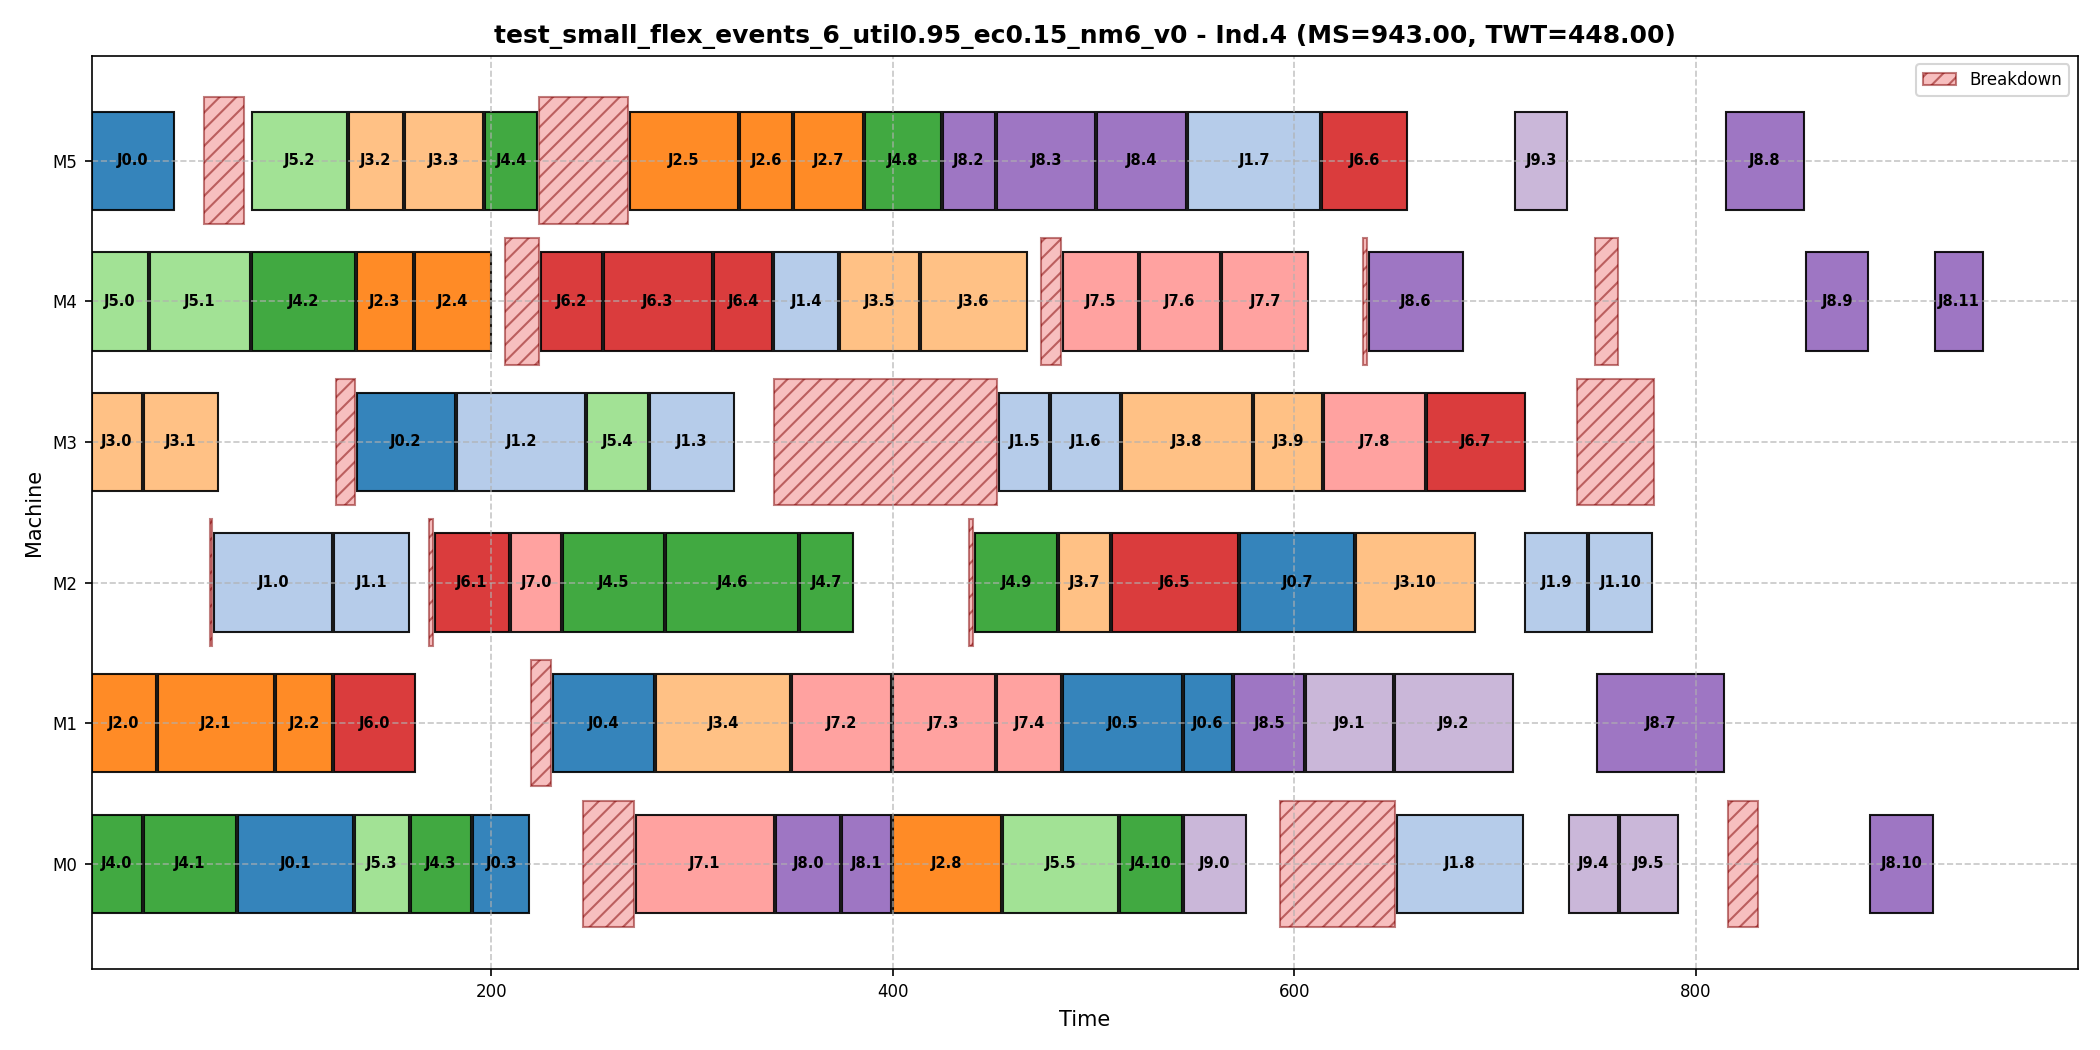 test_small_flex_events_6_util0.95_ec0.15_nm6_v0 - Ind.4 (MS=943.00, TWT=448.00)
Breakdown
M5 J0.0 J5.2 J3.2 J3.3 J4.4 J2.5 J2.6 J2.7 J4.8 J8.2 J8.3 J8.4 J1.7 J6.6 J9.3 J8.8
M4 J5.0 J5.1 J4.2 J2.3 J2.4 J6.2 J6.3 J6.4 J1.4 J3.5 J3.6 J7.5 J7.6 J7.7 J8.6 J8.9 J8.11
M3 J3.0 J3.1 J0.2 J1.2 J5.4 J1.3 J1.5 J1.6 J3.8 J3.9 J7.8 J6.7
M2 J1.0 J1.1 J6.1 J7.0 J4.5 J4.6 J4.7 J4.9 J3.7 J6.5 J0.7 J3.10 J1.9 J1.10
M1 J2.0 J2.1 J2.2 J6.0 J0.4 J3.4 J7.2 J7.3 J7.4 J0.5 J0.6 J8.5 J9.1 J9.2 J8.7
M0 J4.0 J4.1 J0.1 J5.3 J4.3 J0.3 J7.1 J8.0 J8.1 J2.8 J5.5 J4.10 J9.0 J1.8 J9.4 J9.5 J8.10
200 400 600 800
Time
Machine